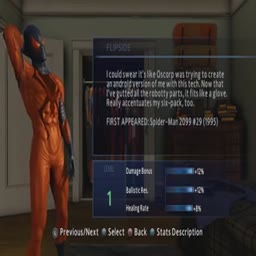 FLIPSIDE
I could swear it's like Oscorp was trying to
create an android version of me with this tech. Now that
I've gutted all the robotty parts, it fits like a glove.
Really accentuates my six-pack, too.
FIRST APPEARED: Spider-Man 2099 #29 (1995)
LEVEL
1
Damage Bonus +12%
Ballistic Res. +12%
Healing Rate +8%
Previous/Next Select Back Stats Description